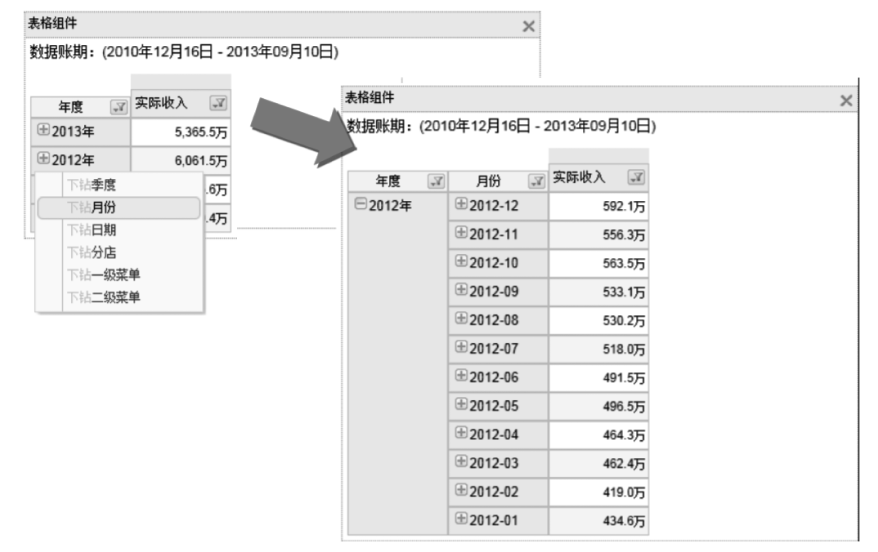 表格组件
数据账期：(2010年12月16日 - 2013年09月10日)
年度 实际收入
2013年 5,365.5万
2012年 6,061.5万
.6万
.4万
下钻季度
下钻月份
下钻日期
下钻分店
下钻一级菜单
下钻二级菜单
表格组件
数据账期：(2010年12月16日 - 2013年09月10日)
年度 月份 实际收入
2012年 2012-12 592.1万
2012-11 556.3万
2012-10 563.5万
2012-09 533.1万
2012-08 530.2万
2012-07 518.0万
2012-06 491.5万
2012-05 496.5万
2012-04 464.3万
2012-03 462.4万
2012-02 419.0万
2012-01 434.6万